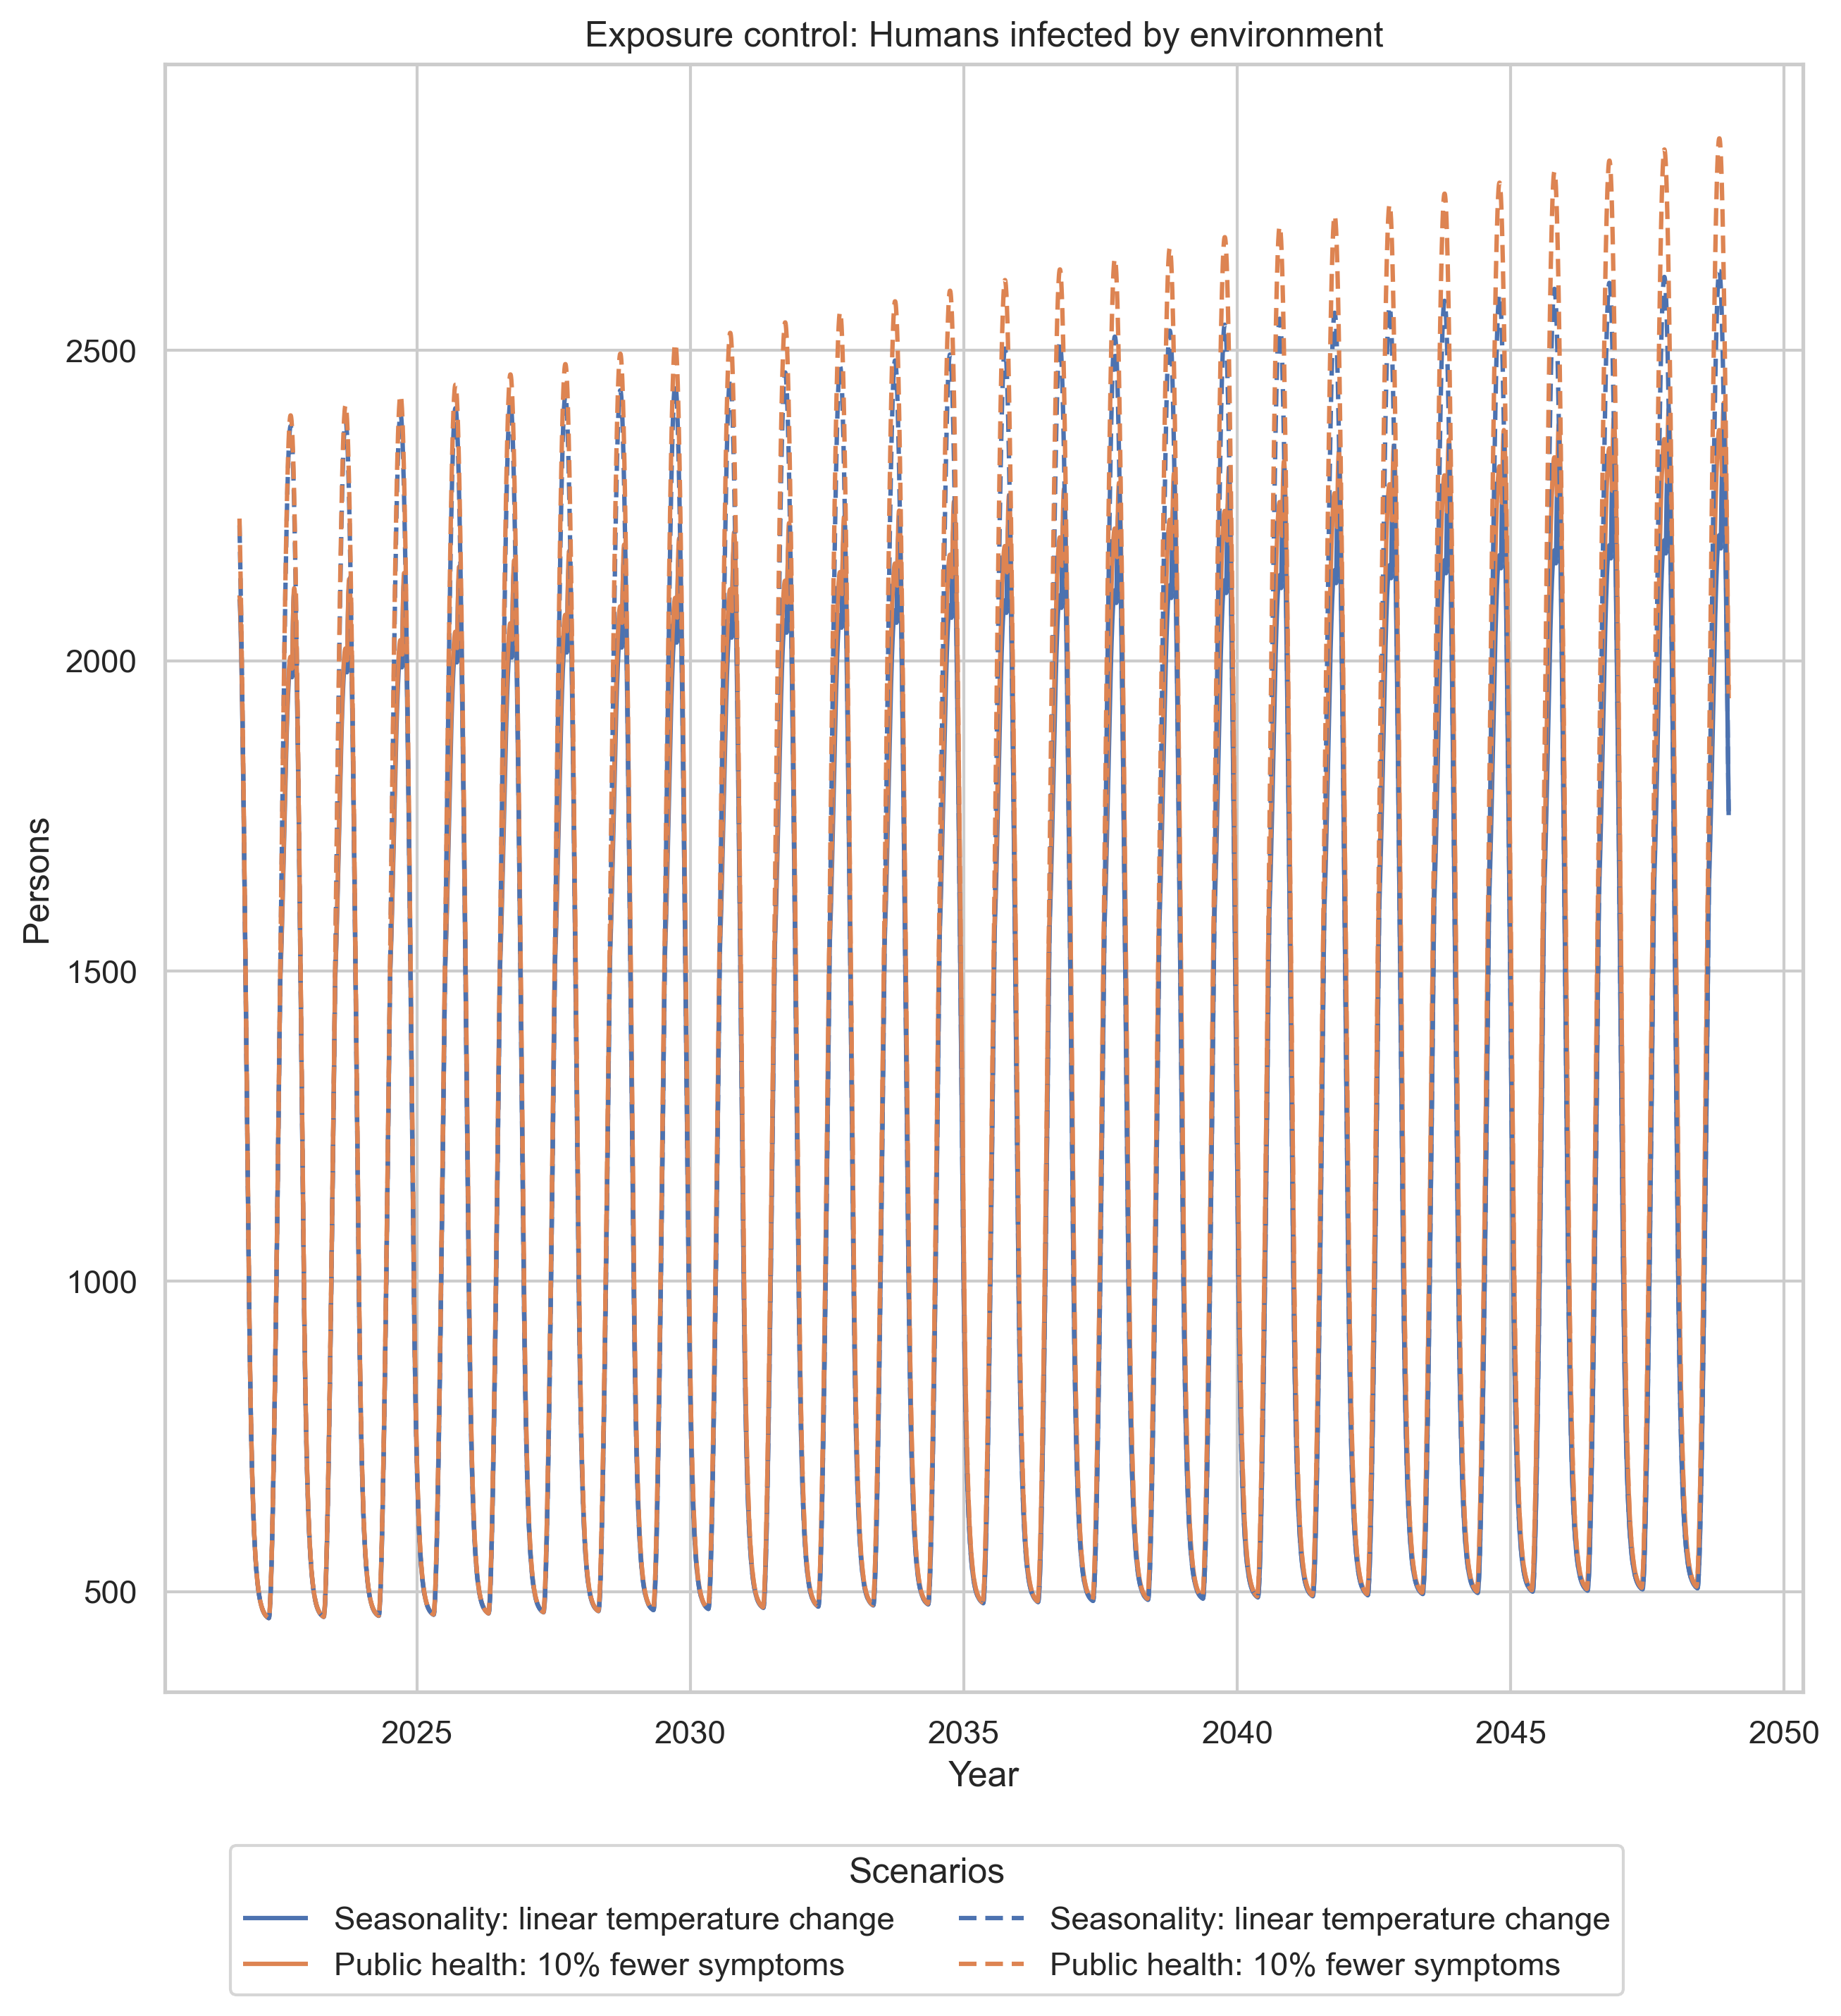 Exposure control: Humans infected by environment
2500
2000
1500
1000
500
Persons
2025
2030
2035
2040
2045
2050
Year
Scenarios
Seasonality: linear temperature change
Public health: 10% fewer symptoms
Seasonality: linear temperature change
Public health: 10% fewer symptoms